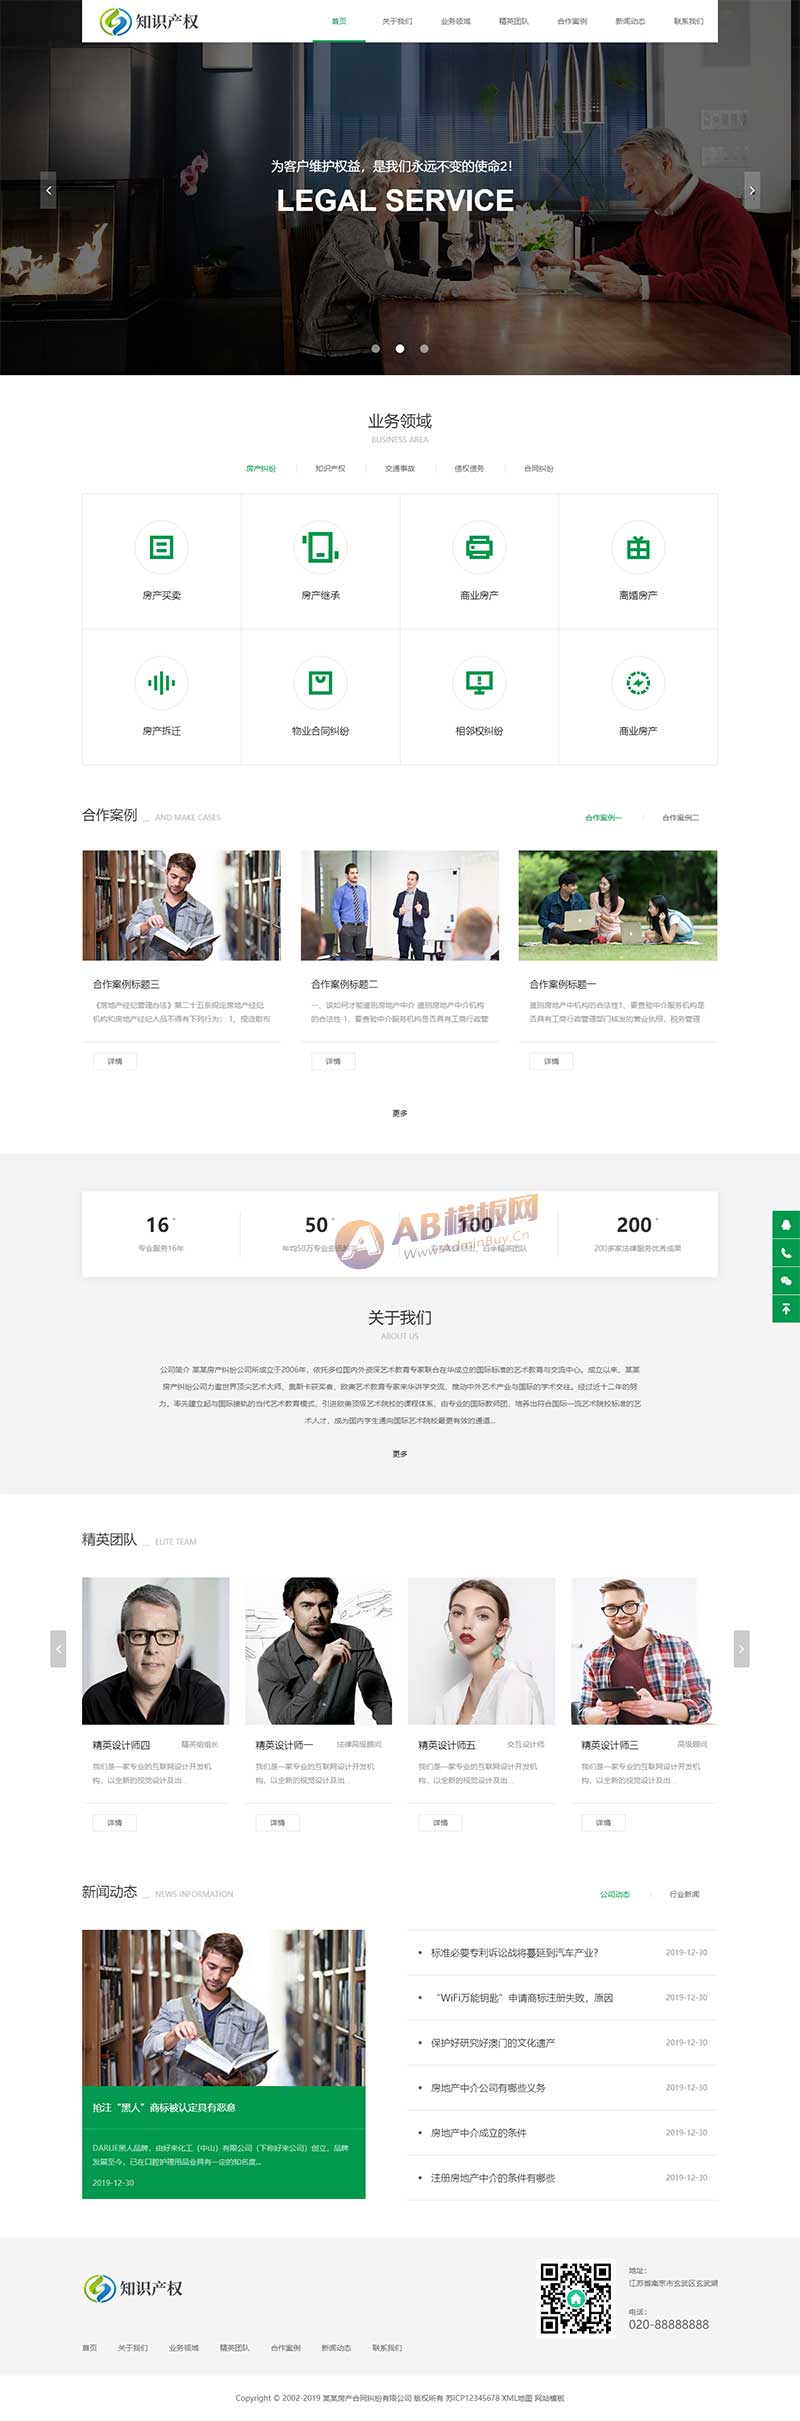 知识产权
首页 关于我们 业务领域 精英团队 合作案例 新闻动态 联系我们
为客户维护权益，是我们永远不变的使命2！
LEGAL SERVICE
业务领域
BUSINESS AREA
房产纠纷 知识产权 交通事故 债权债务 合同纠纷
房产买卖 房产继承 商业房产 离婚房产
房产拆迁 物业合同纠纷 相邻权纠纷 商业房产
合作案例 __ AND MAKE CASES
合作案例一 合作案例二
合作案例标题三
《房地产经纪管理办法》第二十五条规定房地产经纪
机构和房地产经纪人品不得有下列行为： 1、捏造散布
详情
合作案例标题二
一、该如何才能鉴别房地产中介 鉴别房地产中介机构
的合法性 1、要查验中介服务机构是否具有工商行政管
详情
合作案例标题一
鉴别房地产中机构的合法性1、要查验中介服务机构是
否具有工商行政管理部门核发的营业执照，税务管理
详情
更多
16+ 50+ 100+ 200+
专业服务16年
年均50万专业资讯解答
百余精英团队
200多家法律服务优秀成果
AB模板网
Www.AdminBuy.Cn
关于我们
ABOUT US
公司简介 某某房产纠纷公司所成立于2006年，依托多位国内外资深艺术教育专家联合在华成立的国际标准的艺术教育与交流中心。成立以来，某某
房产纠纷公司力邀世界顶尖艺术大师、奥斯卡获奖者、欧美艺术教育专家来华讲学交流，推动中外艺术产业与国际的学术交往。经过近十二年的努
力，率先建立起与国际接轨的当代艺术教育模式，引进欧美顶级艺术院校的课程体系，由专业的国际教师团，培养出符合国际一流艺术院校标准的艺
术人才，成为国内学生通向国际艺术院校最更有效的通道...
更多
精英团队 __ ELITE TEAM
精英设计师四 精英组组长
我们是一家专业的互联网设计开发机
构，以全新的视觉设计及出...
详情
精英设计师一 法律高级顾问
我们是一家专业的互联网设计开发机
构，以全新的视觉设计及出...
详情
精英设计师五 交互设计师
我们是一家专业的互联网设计开发机
构，以全新的视觉设计及出...
详情
精英设计师三 高级顾问
我们是一家专业的互联网设计开发机
构，以全新的视觉设计及出...
详情
新闻动态 __ NEWS INFORMATION
公司动态 行业新闻
抢注“黑人”商标被认定具有恶意
DARLIE黑人品牌，由好来化工（中山）有限公司（下称好来公司）创立，品牌
发展至今，已在口腔护理用品业具有一定的知名度...
2019-12-30
• 标准必要专利诉讼战将蔓延到汽车产业？ 2019-12-30
• “WiFi万能钥匙”申请商标注册失败，原因 2019-12-30
• 保护好研究好澳门的文化遗产 2019-12-30
• 房地产中介公司有哪些义务 2019-12-30
• 房地产中介成立的条件 2019-12-30
• 注册房地产中介的条件有哪些 2019-12-30
知识产权
首页 关于我们 业务领域 精英团队 合作案例 新闻动态 联系我们
地址：
江苏省南京市玄武区玄武湖
电话：
020-88888888
Copyright © 2002-2019 某某房产合同纠纷有限公司 版权所有 苏ICP12345678 XML地图 网站模板